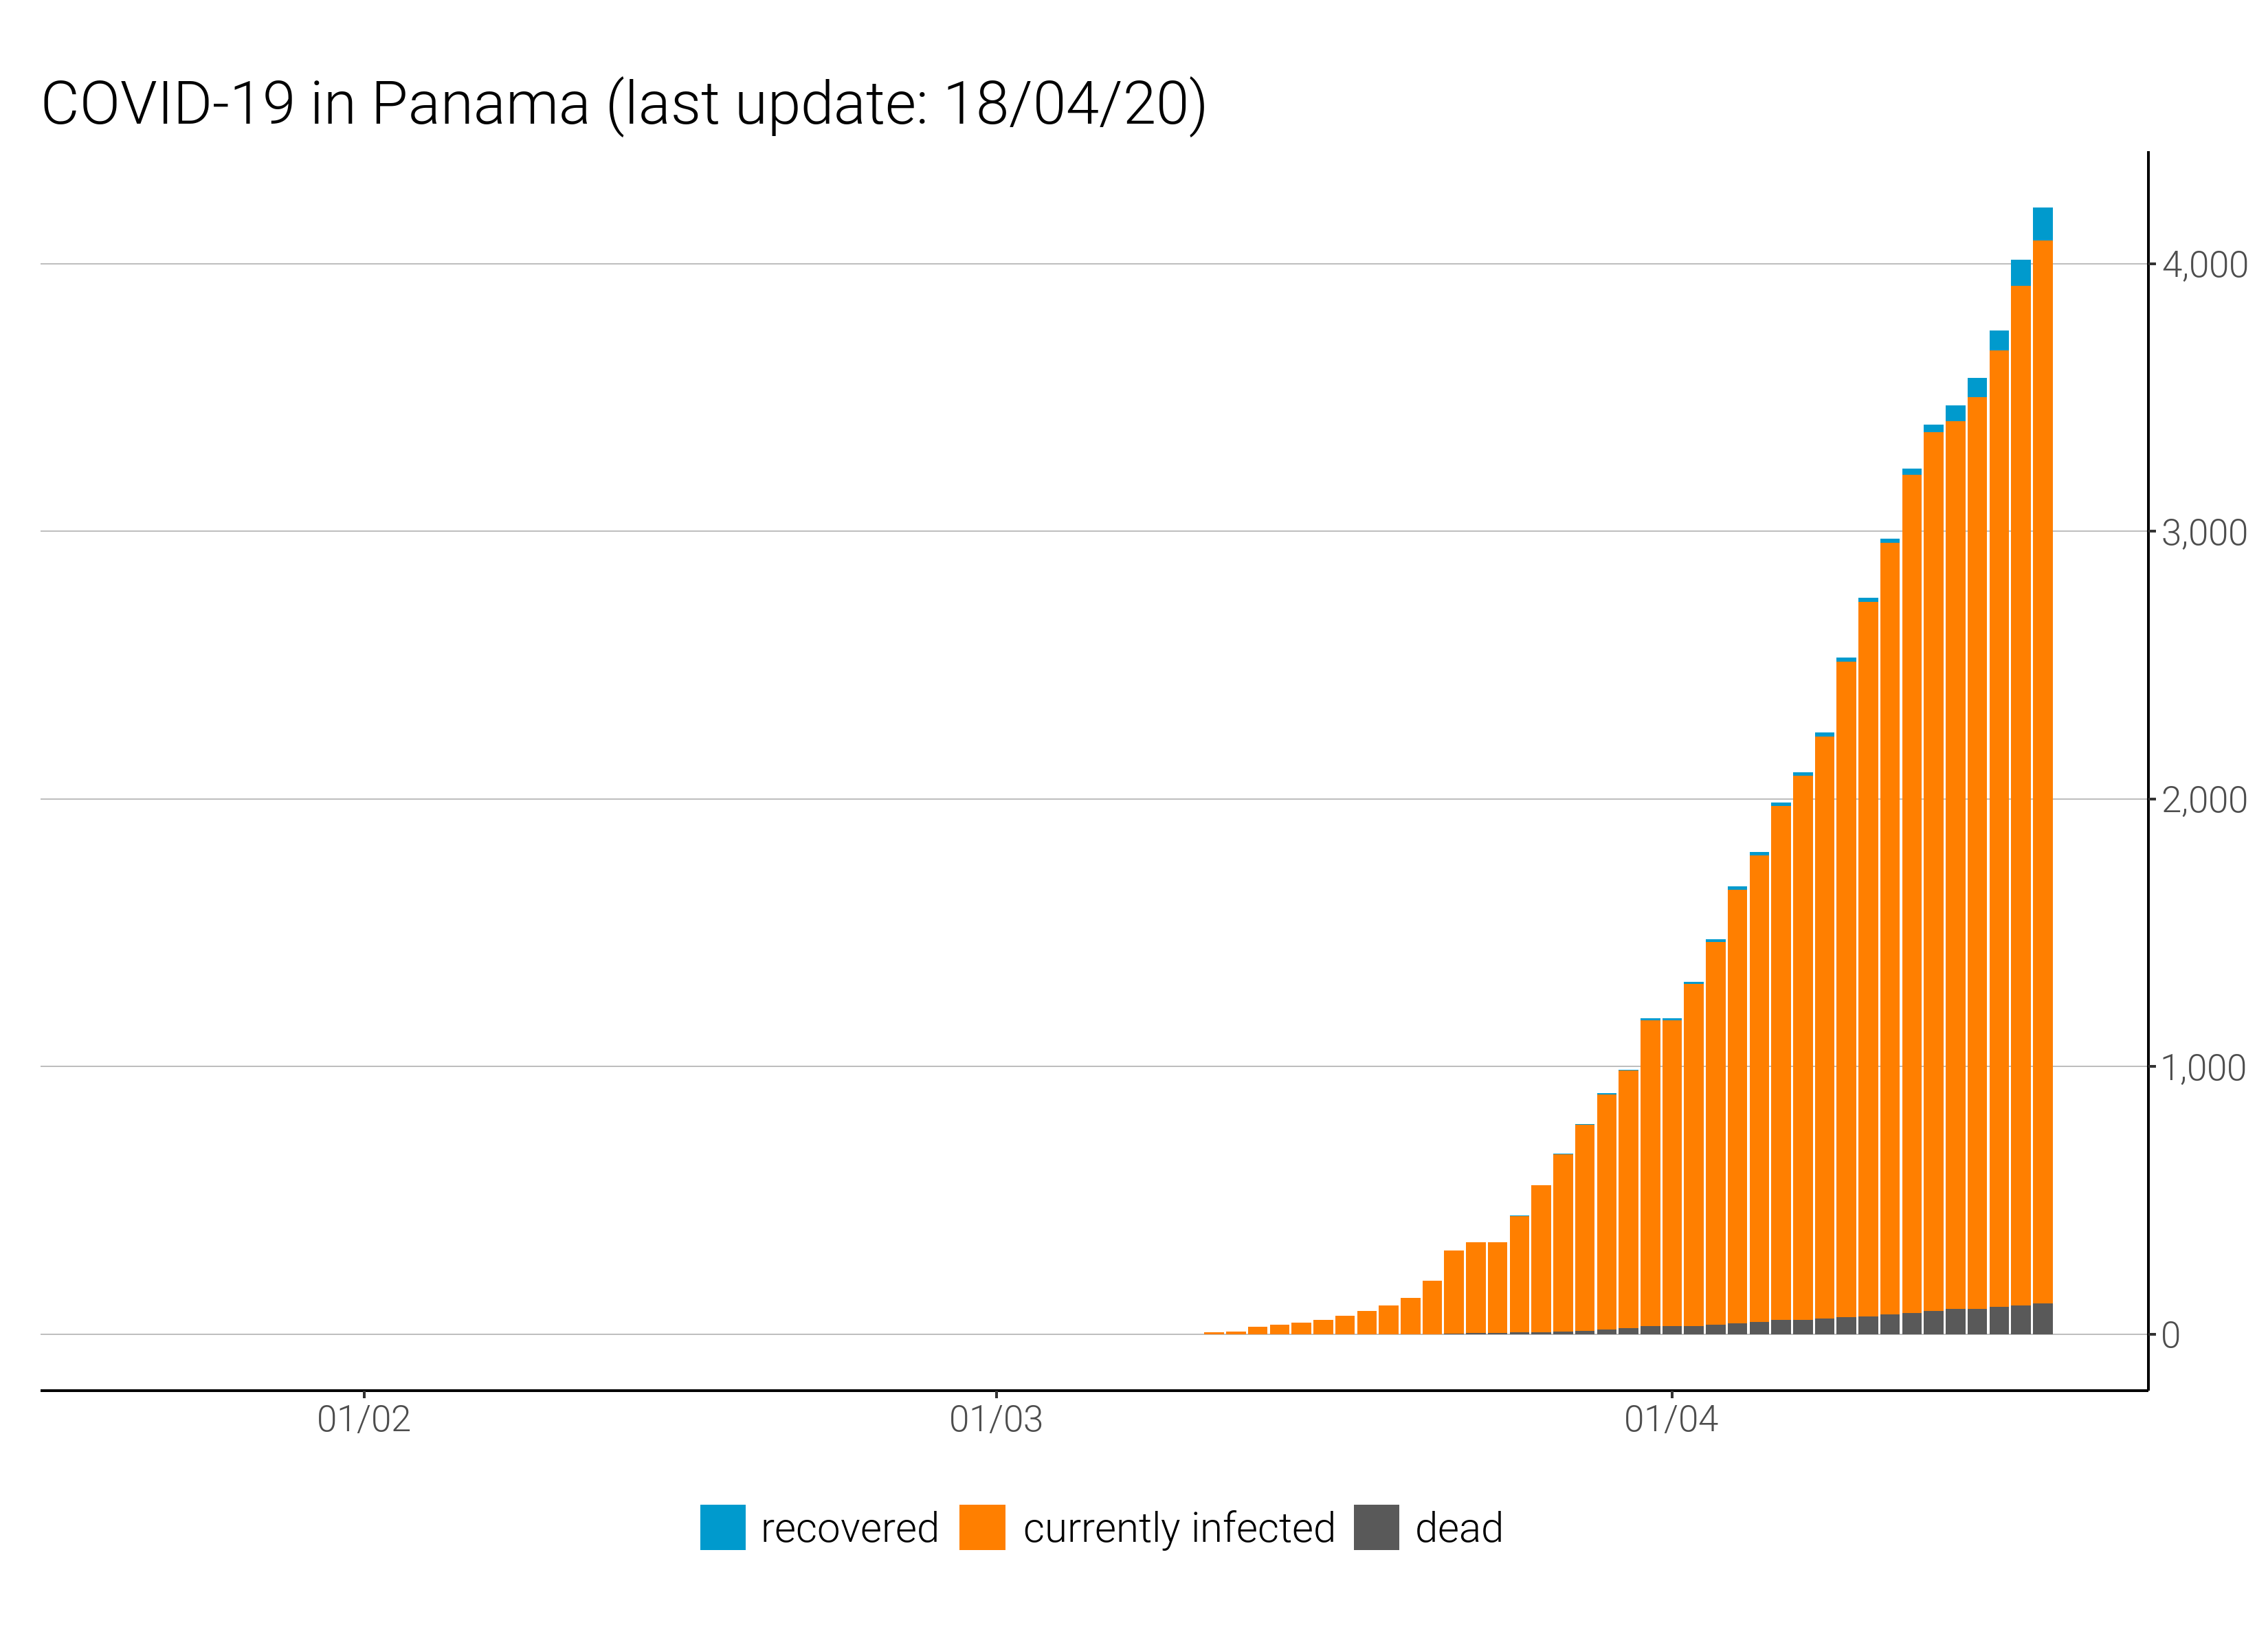 COVID-19 in Panama (last update: 18/04/20)
4,000
3,000
2,000
1,000
0
01/02 01/03 01/04
recovered currently infected dead